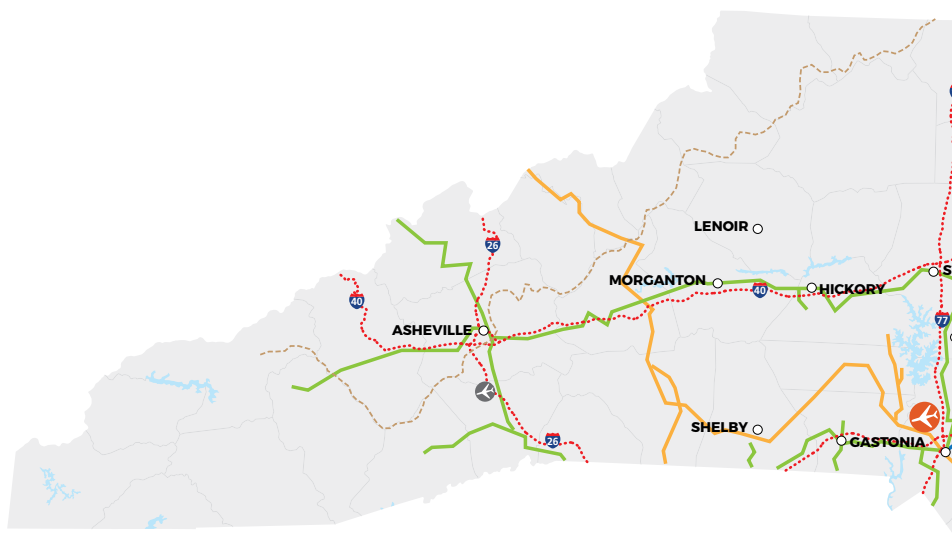 26
LENOIR
S
MORGANTON
HICKORY
40
40
77
ASHEVILLE
SHELBY
GASTONIA
26